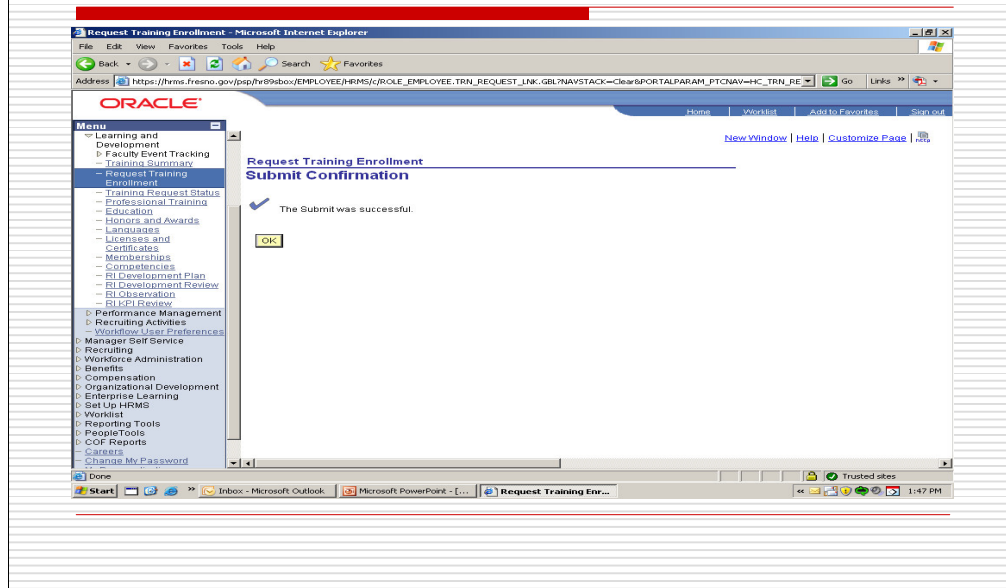 Request Training Enrollment - Microsoft Internet Explorer
File Edit View Favorites Tools Help
Back Search Favorites
Address https://hrms.fresno.gov/psp/hr89sbox/EMPLOYEE/HRMS/c/ROLE_EMPLOYEE.TRN_REQUEST_LNK.GBL?NAVSTACK=Clear&PORTALPARAM_PTCNAV=HC_TRN_RE Go Links »
ORACLE
Home Worklist Add to Favorites Sign out
Menu
Learning and
Development
Faculty Event Tracking
Training Summary
Request Training
Enrollment
Training Request Status
Professional Training
Education
Honors and Awards
Languages
Licenses and
Certificates
Memberships
Competencies
RI Development Plan
RI Development Review
RI Observation
RI KPI Review
Performance Management
Recruiting Activities
Workflow User Preferences
Manager Self Service
Recruiting
Workforce Administration
Benefits
Compensation
Organizational Development
Enterprise Learning
Set Up HRMS
Worklist
Reporting Tools
PeopleTools
COF Reports
Careers
Change My Password
New Window | Help | Customize Page |
Request Training Enrollment
Submit Confirmation
The Submit was successful.
OK
Done Trusted sites
Start » Inbox - Microsoft Outlook Microsoft PowerPoint - [... Request Training Enr... « 1:47 PM